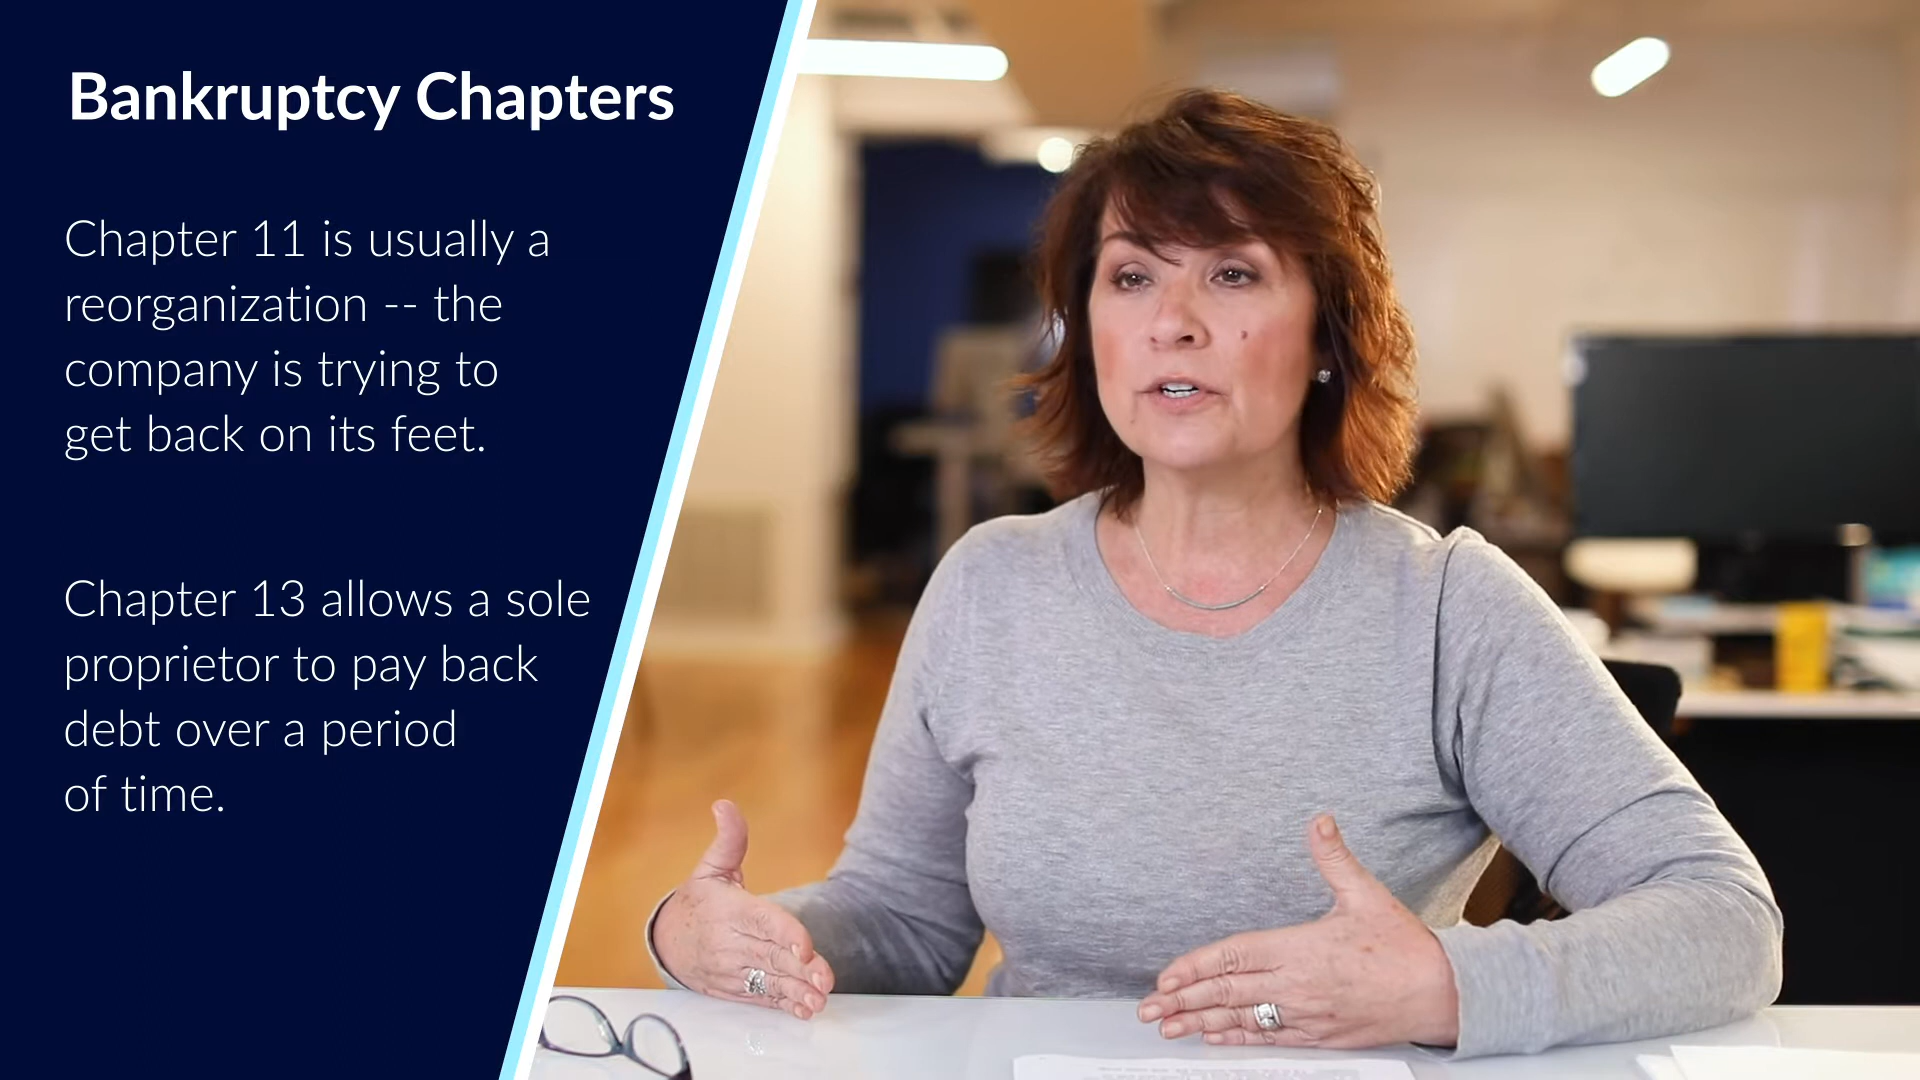 Bankruptcy Chapters
Chapter 11 is usually a
reorganization -- the
company is trying to
get back on its feet.
Chapter 13 allows a sole
proprietor to pay back
debt over a period
of time.